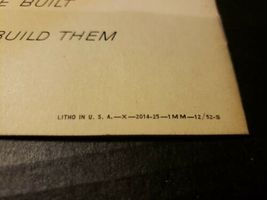 E BUILT
BUILD THEM
LITHO IN U. S. A.—X—2014-25—1MM—12/52-S